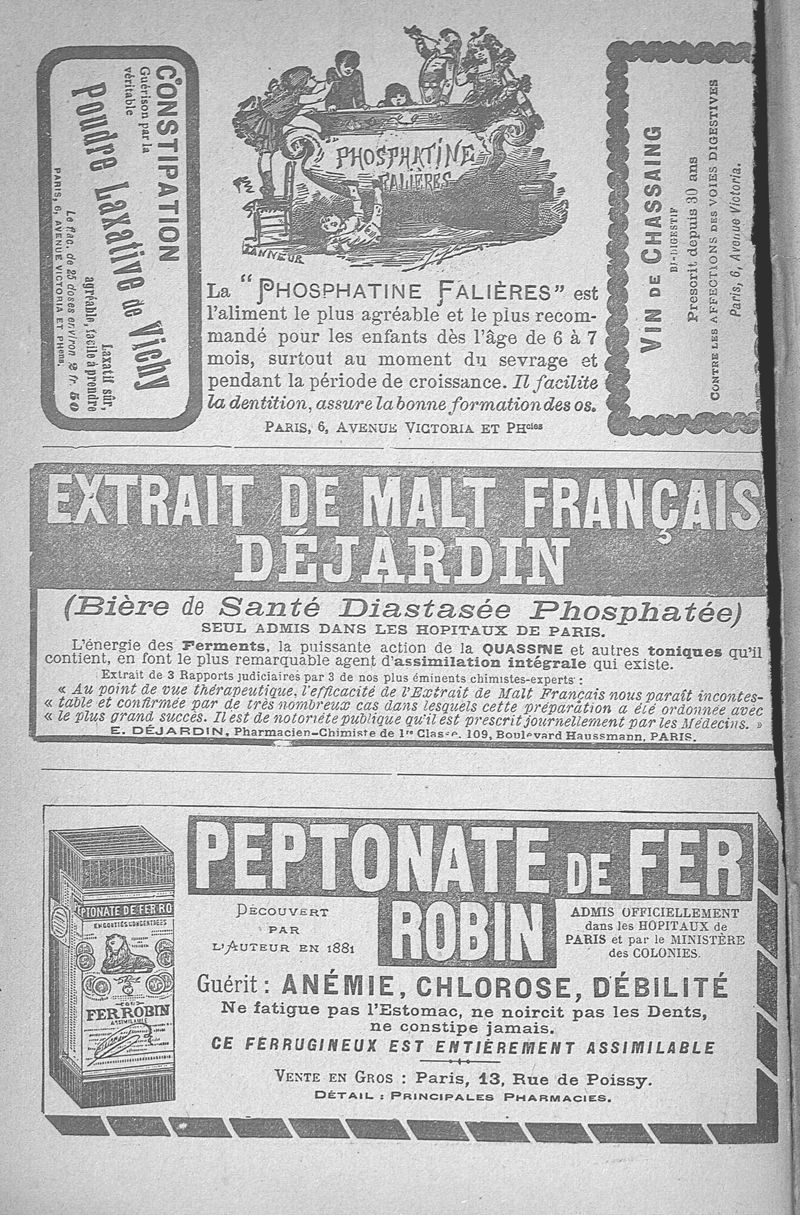 CONSTIPATION
Guérison par la
véritable
Poudre Laxative de Vichy
Laxatif sûr,
agréable, facile à prendre
Le flac. de 25 doses environ 2 fr. 50
PARIS, 6, AVENUE VICTORIA ET PHcies.
PHOSPHATINE
FALIÈRES
La "PHOSPHATINE FALIÈRES" est
l'aliment le plus agréable et le plus recom-
mandé pour les enfants dès l'âge de 6 à 7
mois, surtout au moment du sevrage et
pendant la période de croissance. Il facilite
la dentition, assure la bonne formation des os.
PARIS, 6, AVENUE VICTORIA ET PHcies
VIN DE CHASSAING
BI-DIGESTIF
Prescrit depuis 30 ans
CONTRE LES AFFECTIONS DES VOIES DIGESTIVES
Paris, 6, Avenue Victoria.
EXTRAIT DE MALT FRANÇAIS
DÉJARDIN
(Bière de Santé Diastasée Phosphatée)
SEUL ADMIS DANS LES HOPITAUX DE PARIS.
L'énergie des Ferments, la puissante action de la QUASSINE et autres toniques qu'il
contient, en font le plus remarquable agent d'assimilation intégrale qui existe.
Extrait de 3 Rapports judiciaires par 3 de nos plus éminents chimistes-experts :
« Au point de vue thérapeutique, l'efficacité de l'Extrait de Malt Français nous paraît incontes-
« table et confirmée par de très nombreux cas dans lesquels cette préparation a été ordonnée avec
« le plus grand succès. Il est de notoriété publique qu'il est prescrit journellement par les Médecins. »
E. DÉJARDIN, Pharmacien-Chimiste de 1re Classe. 109, Boulevard Haussmann, PARIS.
PEPTONATE DE FER
ROBIN
DÉCOUVERT
PAR
L'AUTEUR EN 1881
ADMIS OFFICIELLEMENT
dans les HOPITAUX de
PARIS et par le MINISTÈRE
des COLONIES.
PTONATE DE FER RO
EN GOUTTES CONCENTRÉES
FER ROBIN
ASSIMILABLE
Guérit : ANÉMIE, CHLOROSE, DÉBILITÉ
Ne fatigue pas l'Estomac, ne noircit pas les Dents,
ne constipe jamais.
CE FERRUGINEUX EST ENTIÈREMENT ASSIMILABLE
VENTE EN GROS : Paris, 13, Rue de Poissy.
DÉTAIL : PRINCIPALES PHARMACIES.